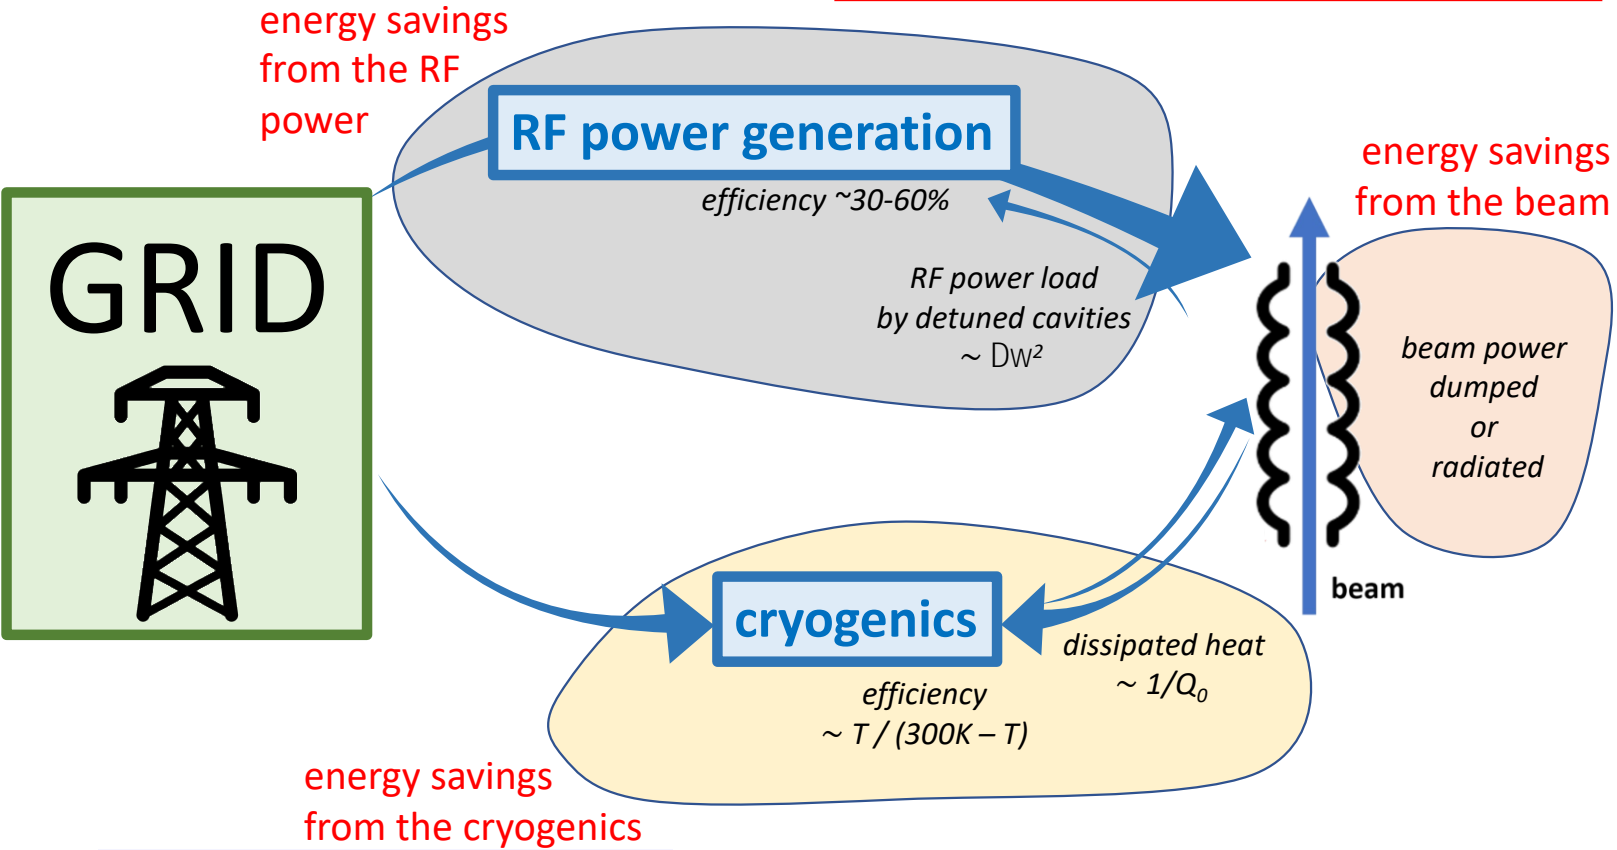 energy savings
from the RF
power
RF power generation
efficiency ~30-60%
energy savings
from the beam
GRID
RF power load
by detuned cavities
~ Dw²
beam power
dumped
or
radiated
beam
cryogenics
dissipated heat
~ 1/Q₀
efficiency
~ T / (300K – T)
energy savings
from the cryogenics